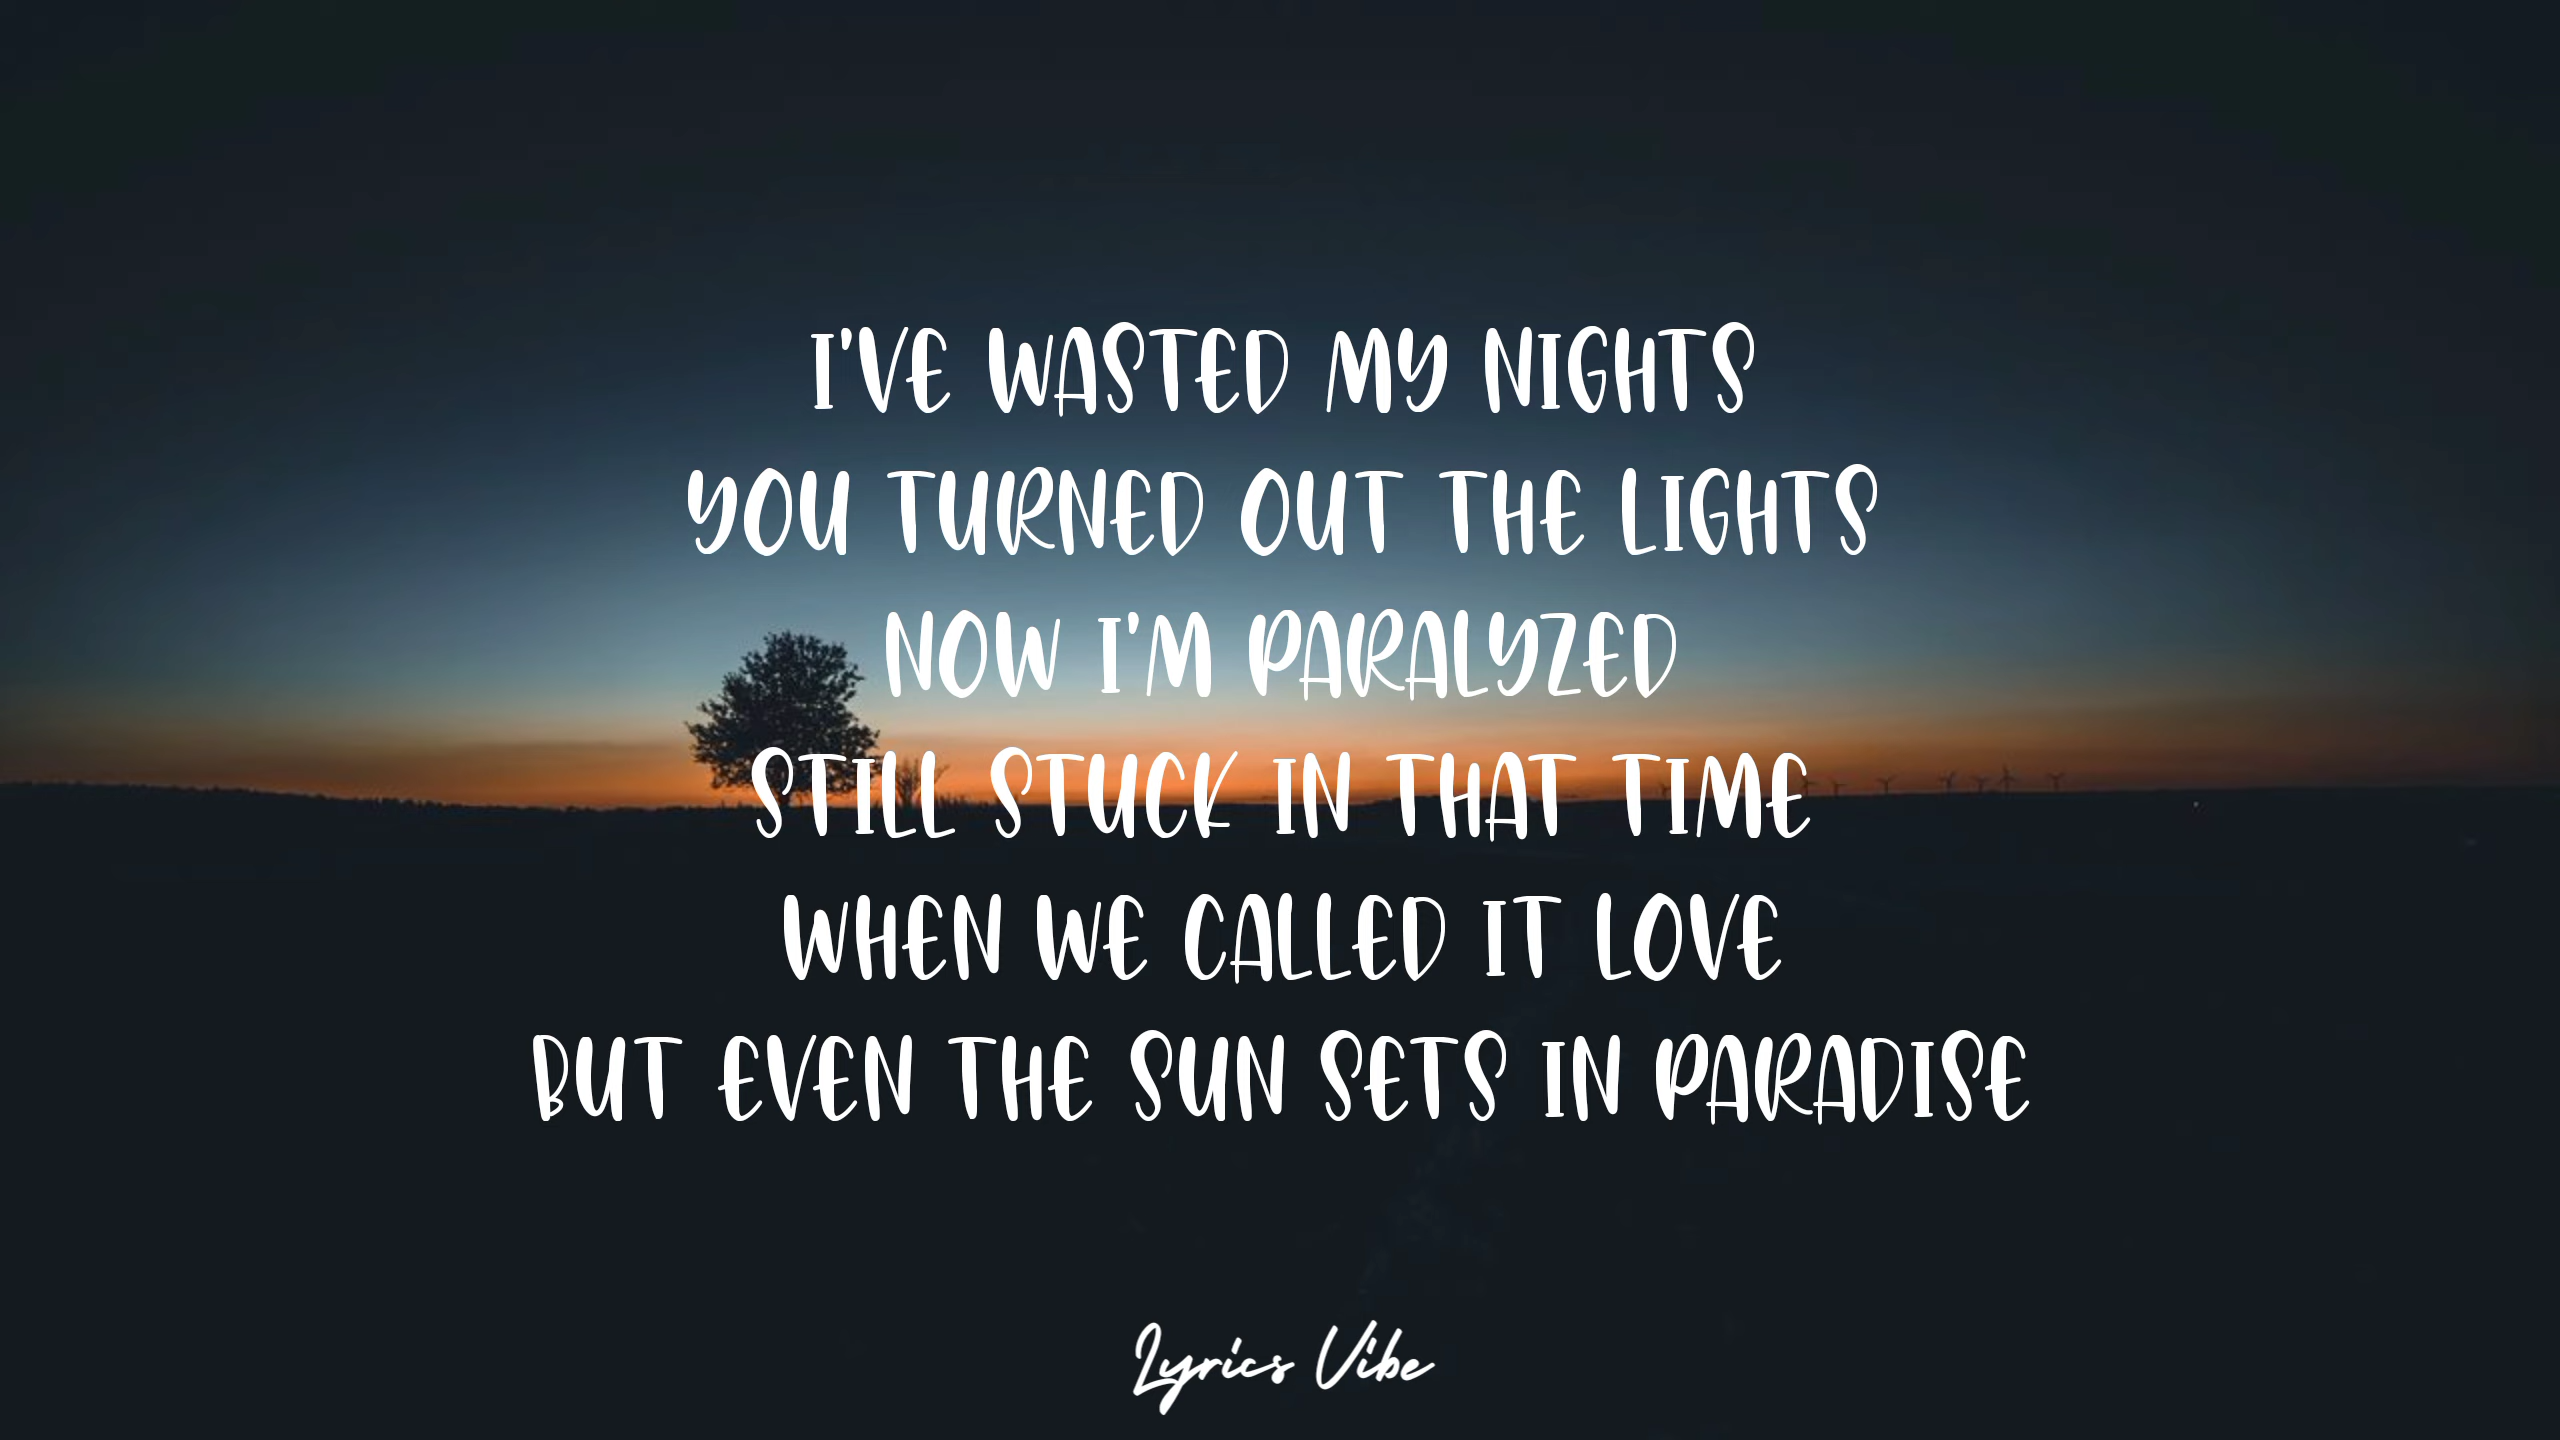 I'VE WASTED MY NIGHTS
YOU TURNED OUT THE LIGHTS
NOW I'M PARALYZED
STILL STUCK IN THAT TIME
WHEN WE CALLED IT LOVE
BUT EVEN THE SUN SETS IN PARADISE
Lyrics Vibe